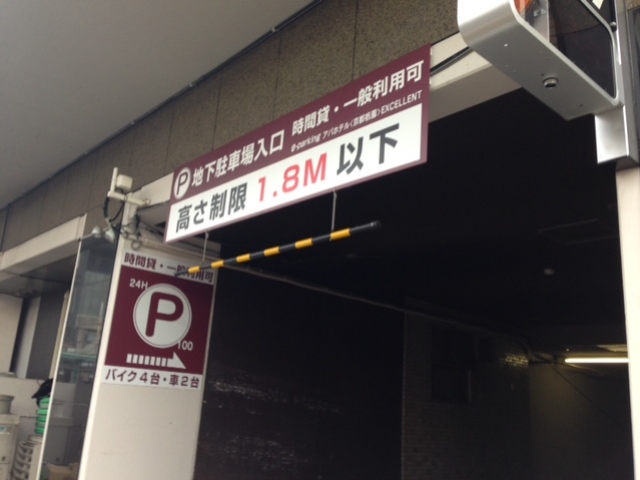 P 地下駐車場入口 時間貸・一般利用可
e-parking アパホテル〈京都祇園〉EXCELLENT
高さ制限 1.8M 以下
時間貸・一般利用可
24H
P
100
バイク4台・車2台